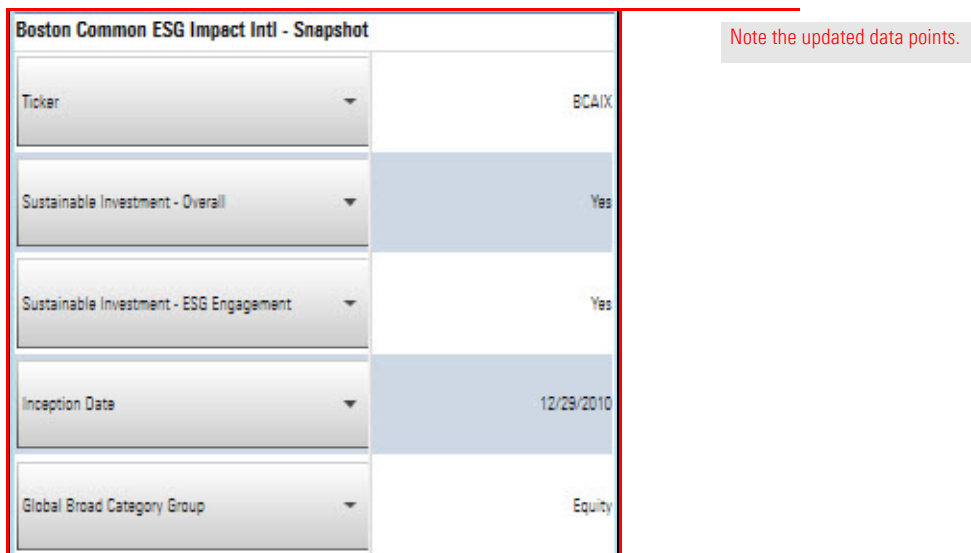 Boston Common ESG Impact Intl - Snapshot
Note the updated data points.
Ticker BCAIX
Sustainable Investment - Overall Yes
Sustainable Investment - ESG Engagement Yes
Inception Date 12/29/2010
Global Broad Category Group Equity